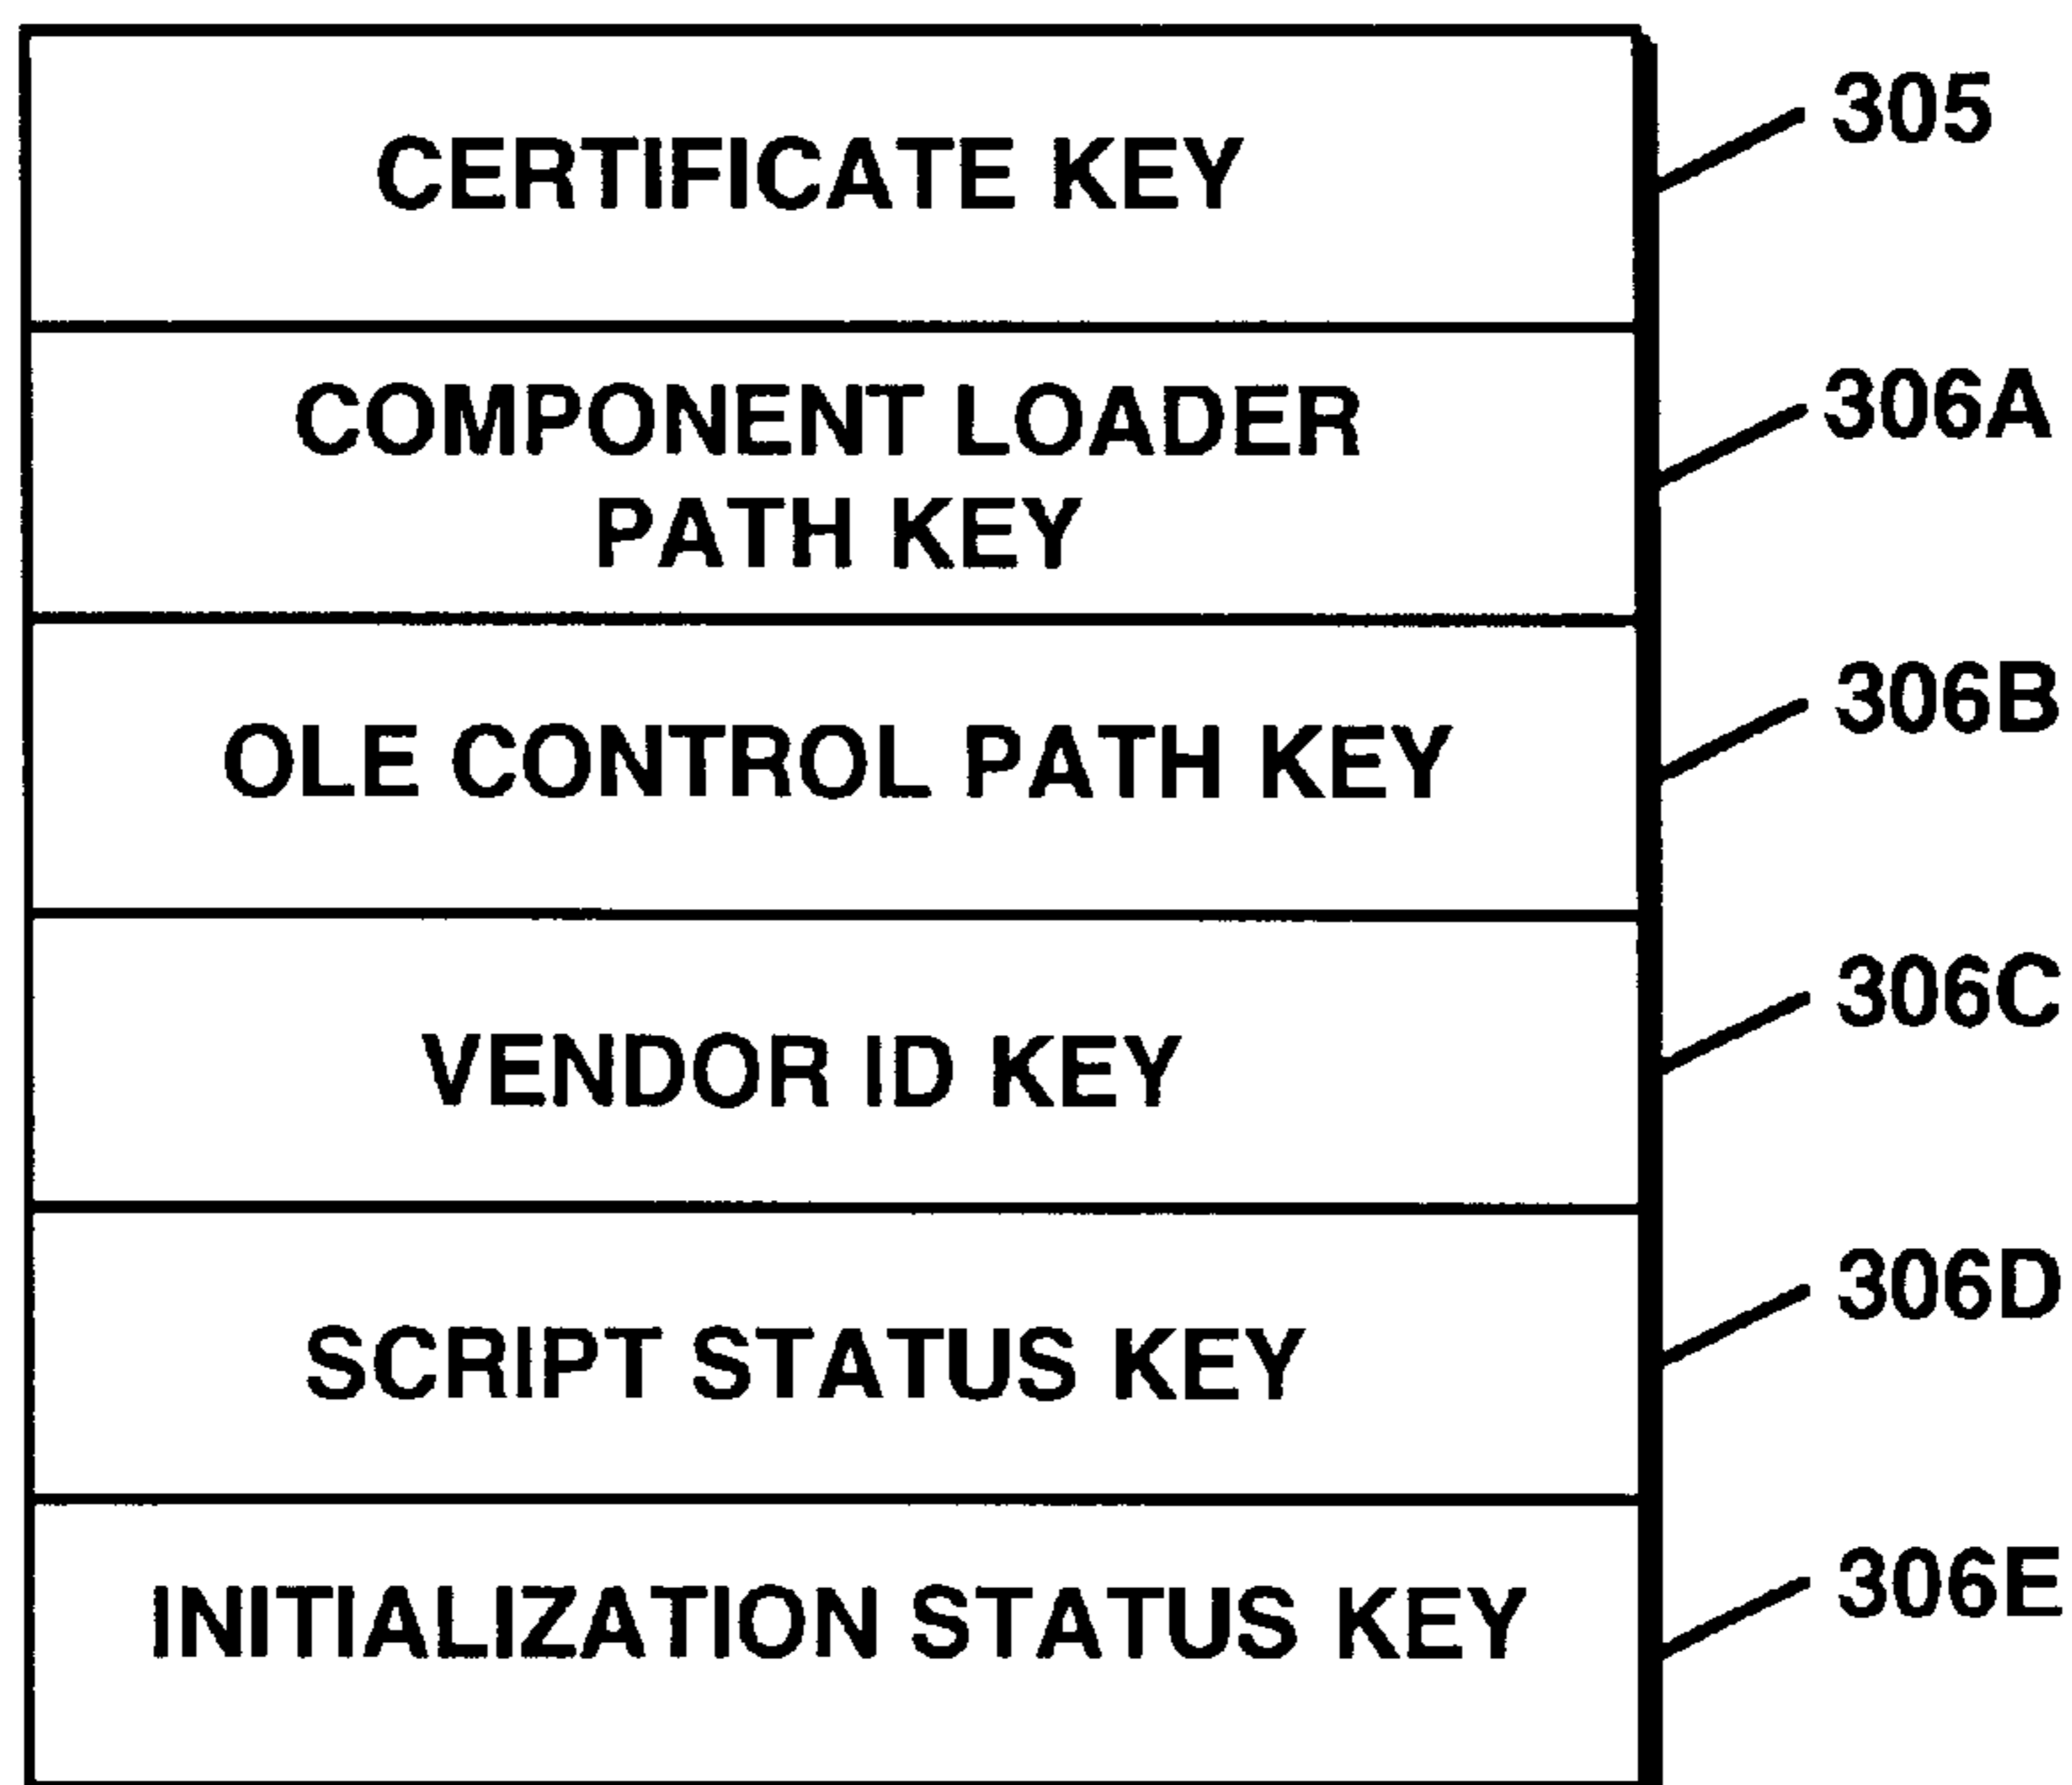 CERTIFICATE KEY
305
COMPONENT LOADER
PATH KEY
306A
OLE CONTROL PATH KEY
306B
VENDOR ID KEY
306C
SCRIPT STATUS KEY
306D
INITIALIZATION STATUS KEY
306E